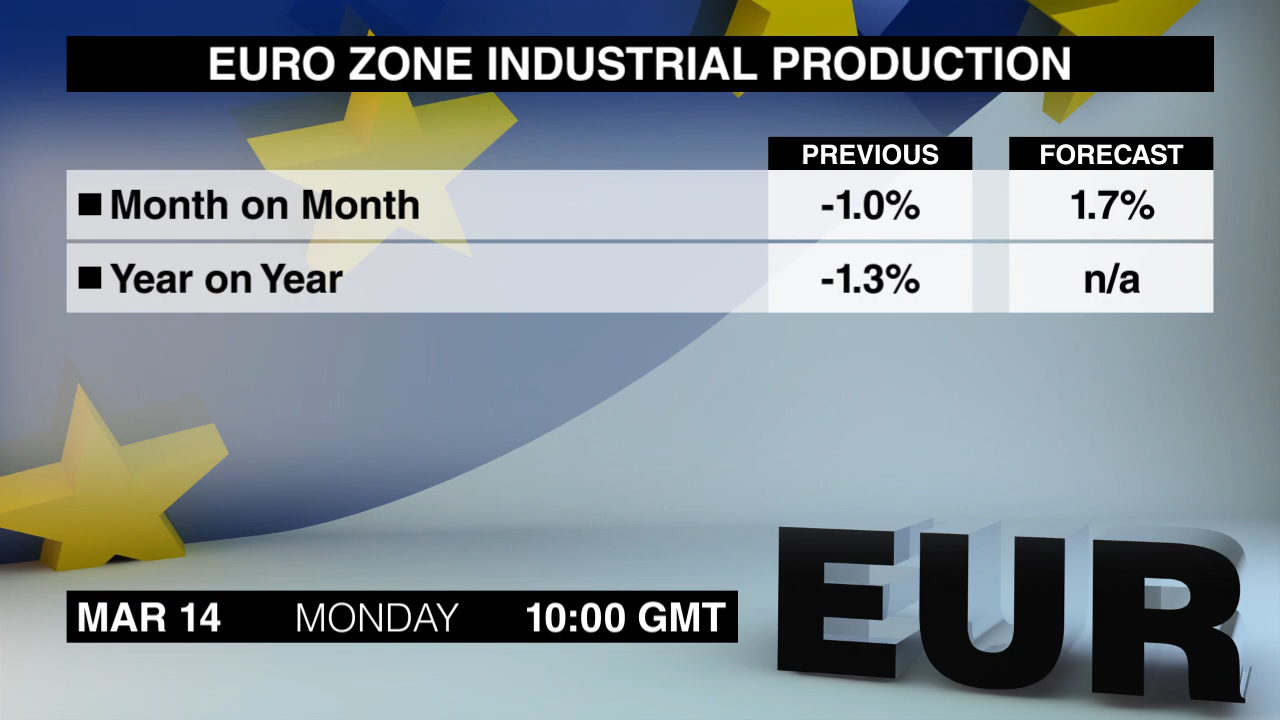 EURO ZONE INDUSTRIAL PRODUCTION
PREVIOUS FORECAST
Month on Month -1.0% 1.7%
Year on Year -1.3% n/a
MAR 14 MONDAY 10:00 GMT
EUR